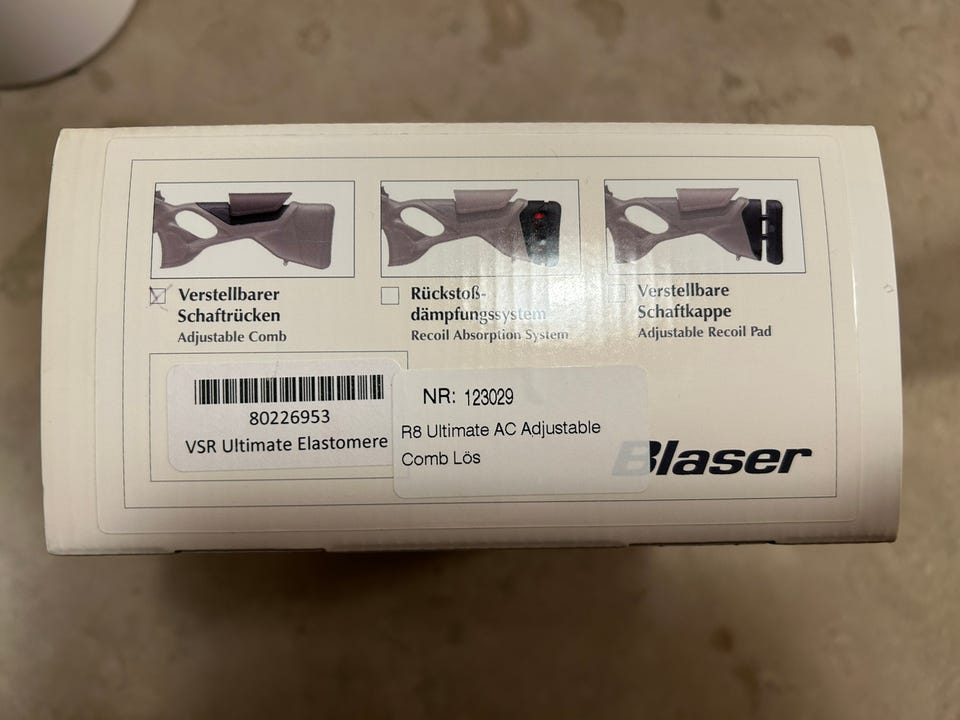 Verstellbarer
Schaftrücken
Adjustable Comb
Rückstoß-
dämpfungssystem
Recoil Absorption System
Verstellbare
Schaftkappe
Adjustable Recoil Pad
80226953
VSR Ultimate Elastomere
NR: 123029
R8 Ultimate AC Adjustable
Comb Lös
Blaser